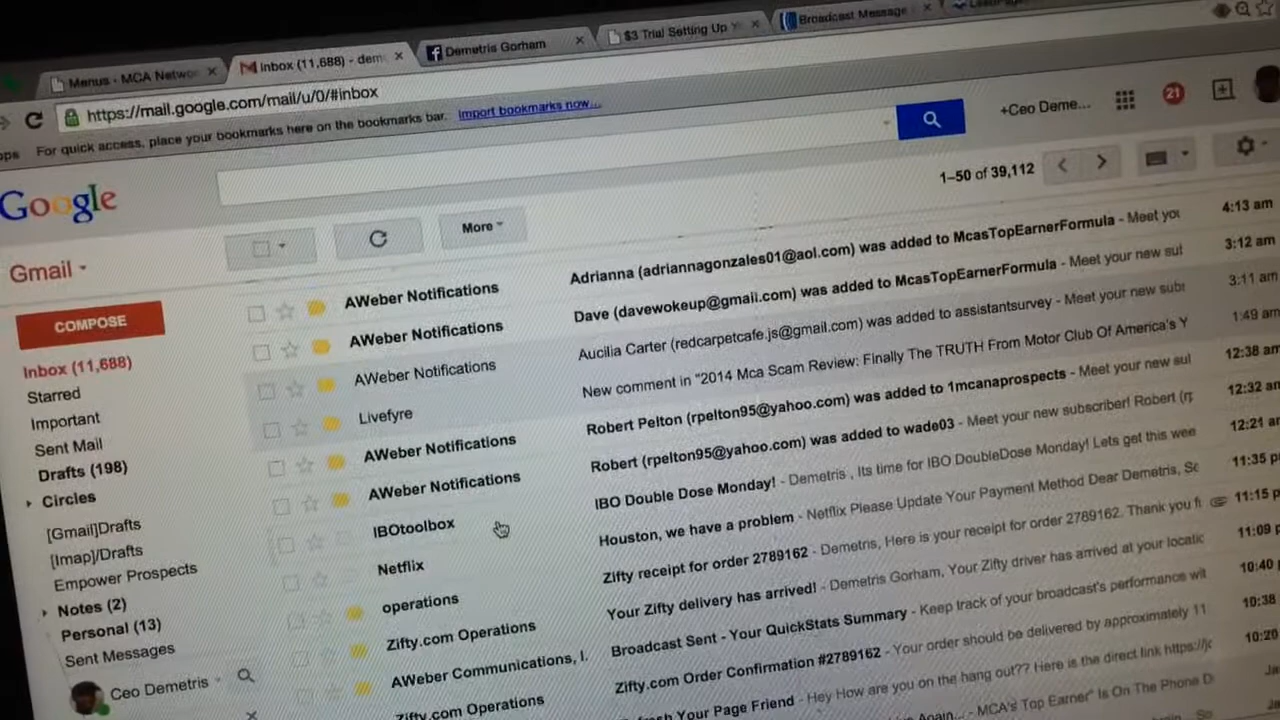 Menus - MCA Networ
Inbox (11,688) - dem
Demetris Gorham
$3 Trial Setting Up Y
Broadcast Message
https://mail.google.com/mail/u/0/#inbox
For quick access, place your bookmarks here on the bookmarks bar. Import bookmarks now...
Google
+Ceo Deme...
21
Gmail
More
1–50 of 39,112
COMPOSE
Inbox (11,688)
Starred
Important
Sent Mail
Drafts (198)
Circles
[Gmail]Drafts
[Imap]/Drafts
Empower Prospects
Notes (2)
Personal (13)
Sent Messages
Ceo Demetris
AWeber Notifications Adrianna (adriannagonzales01@aol.com) was added to McasTopEarnerFormula - Meet you 4:13 am
AWeber Notifications Dave (davewokeup@gmail.com) was added to McasTopEarnerFormula - Meet your new sub 3:12 am
AWeber Notifications Aucilia Carter (redcarpetcafe.js@gmail.com) was added to assistantsurvey - Meet your new subs 3:11 am
Livefyre New comment in "2014 Mca Scam Review: Finally The TRUTH From Motor Club Of America's Y 1:49 am
AWeber Notifications Robert Pelton (rpelton95@yahoo.com) was added to 1mcanaprospects - Meet your new sul 12:38 am
AWeber Notifications Robert (rpelton95@yahoo.com) was added to wade03 - Meet your new subscriber! Robert (rp 12:32 am
IBOtoolbox IBO Double Dose Monday! - Demetris , Its time for IBO DoubleDose Monday! Lets get this wee 12:21 am
Netflix Houston, we have a problem - Netflix Please Update Your Payment Method Dear Demetris, Sc 11:35 p
operations Zifty receipt for order 2789162 - Demetris, Here is your receipt for order 2789162. Thank you f 11:15 p
Zifty.com Operations Your Zifty delivery has arrived! - Demetris Gorham, Your Zifty driver has arrived at your locatic 11:09 p
AWeber Communications, I. Broadcast Sent - Your QuickStats Summary - Keep track of your broadcast's performance wit 10:40 p
Zifty.com Operations Zifty.com Order Confirmation #2789162 - Your order should be delivered by approximately 11 10:38
Your Page Friend - Hey How are you on the hang out?? Here is the direct link https://jo 10:20
Again... - MCA's Top Earner" Is On The Phone D